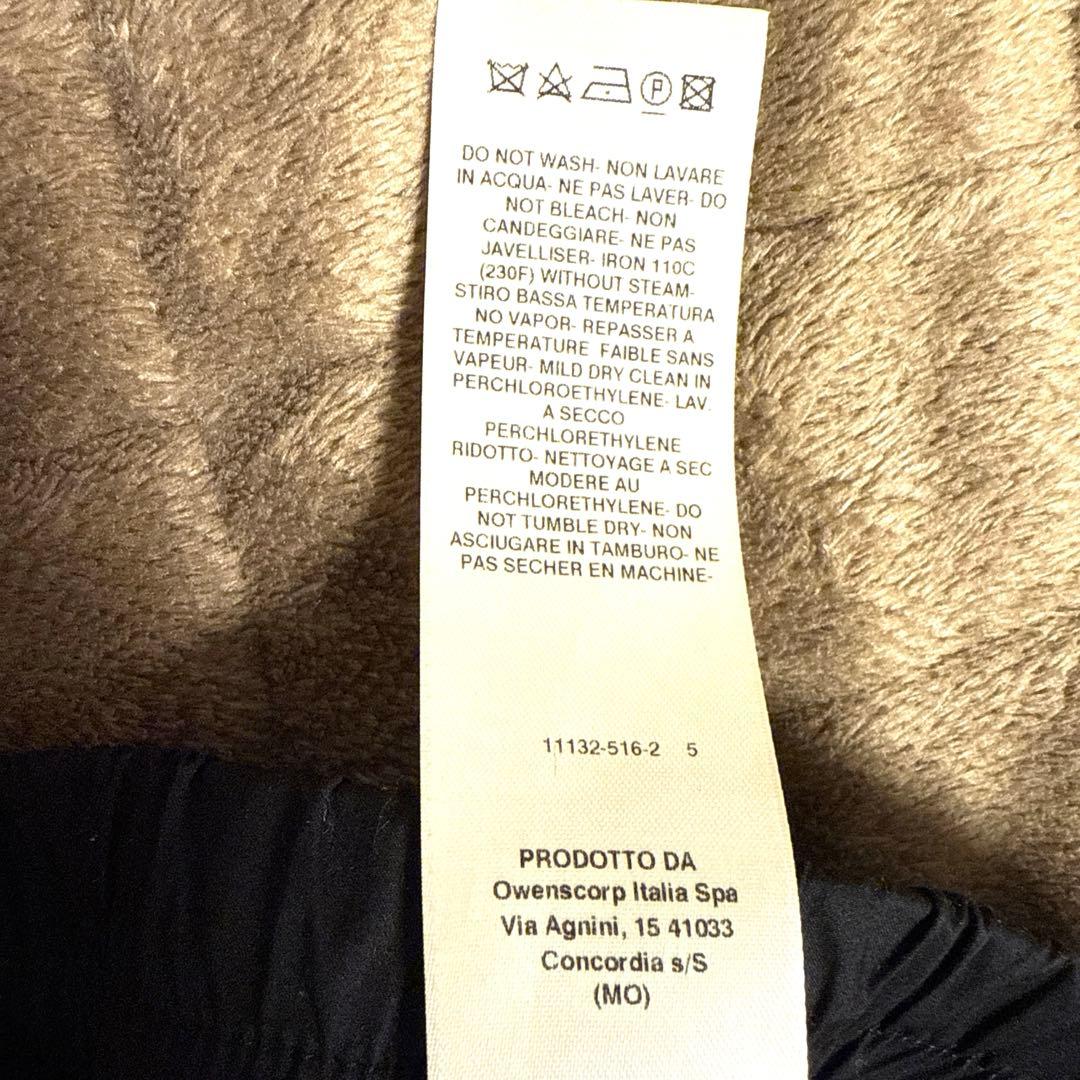 P
DO NOT WASH- NON LAVARE
IN ACQUA- NE PAS LAVER- DO
NOT BLEACH- NON
CANDEGGIARE- NE PAS
JAVELLISER- IRON 110C
(230F) WITHOUT STEAM-
STIRO BASSA TEMPERATURA
NO VAPOR- REPASSER A
TEMPERATURE FAIBLE SANS
VAPEUR- MILD DRY CLEAN IN
PERCHLOROETHYLENE- LAV.
A SECCO
PERCHLORETHYLENE
RIDOTTO- NETTOYAGE A SEC
MODERE AU
PERCHLORETHYLENE- DO
NOT TUMBLE DRY- NON
ASCIUGARE IN TAMBURO- NE
PAS SECHER EN MACHINE-
11132-516-2 5
PRODOTTO DA
Owenscorp Italia Spa
Via Agnini, 15 41033
Concordia s/S
(MO)